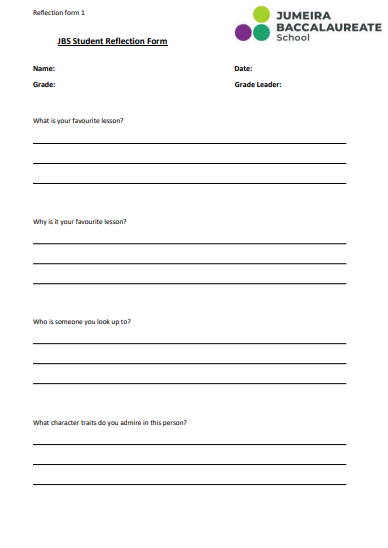 Reflection form 1
JUMEIRA
BACCALAUREATE
School
JBS Student Reflection Form
Name:
Date:
Grade:
Grade Leader:
What is your favourite lesson?
Why is it your favourite lesson?
Who is someone you look up to?
What character traits do you admire in this person?